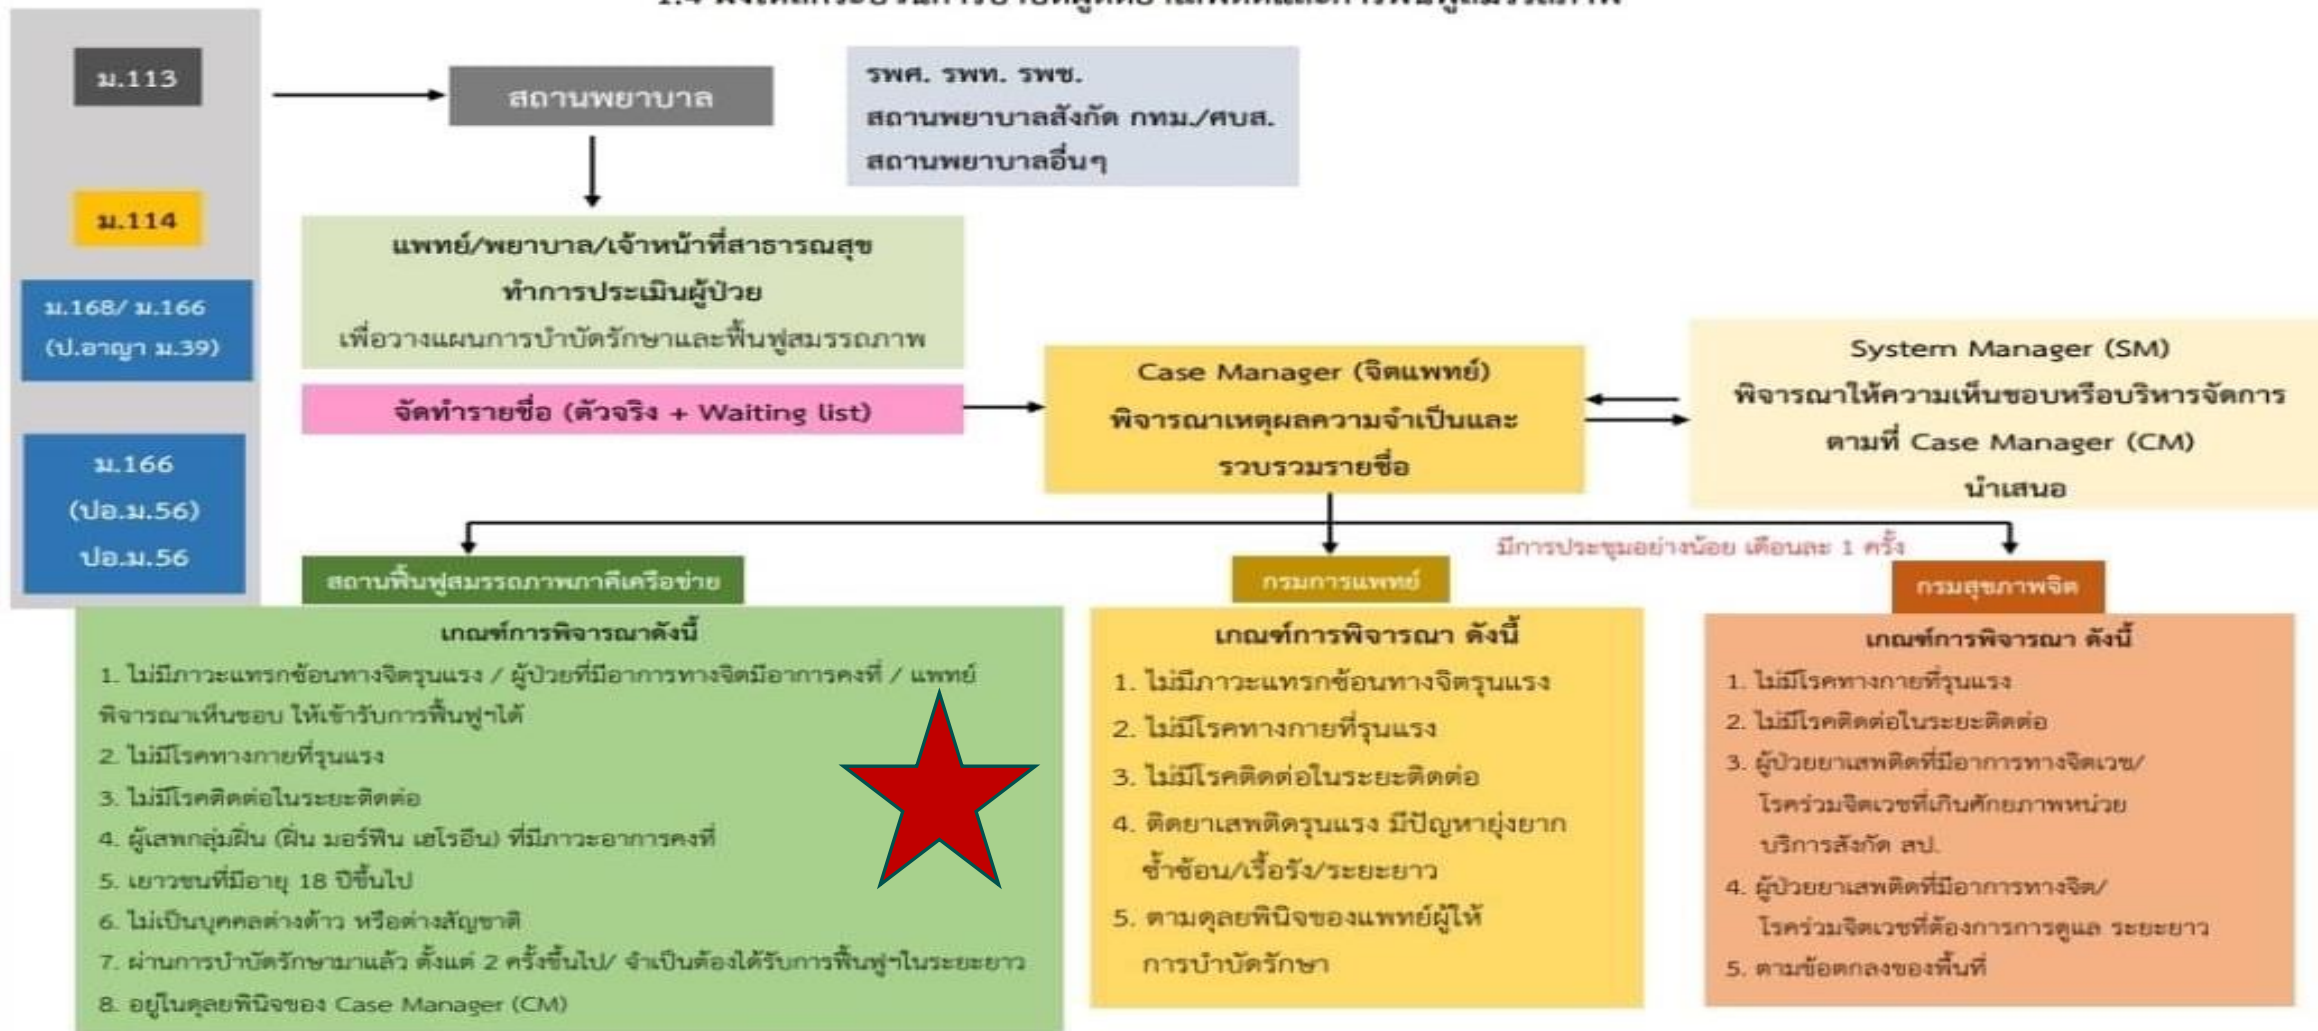 ม.113
ม.114
ม.168/ ม.166
(ป.อาญา ม.39)
ม.166
(ปอ.ม.56)
ปอ.ม.56
สถานพยาบาล
รพศ. รพท. รพช.
สถานพยาบาลสังกัด กทม./ศบส.
สถานพยาบาลอื่นๆ
แพทย์/พยาบาล/เจ้าหน้าที่สาธารณสุข
ทำการประเมินผู้ป่วย
เพื่อวางแผนการบำบัดรักษาและฟื้นฟูสมรรถภาพ
จัดทำรายชื่อ (ตัวจริง + Waiting list)
Case Manager (จิตแพทย์)
พิจารณาเหตุผลความจำเป็นและ
รวบรวมรายชื่อ
System Manager (SM)
พิจารณาให้ความเห็นชอบหรือบริหารจัดการ
ตามที่ Case Manager (CM)
นำเสนอ
มีการประชุมอย่างน้อย เดือนละ 1 ครั้ง
สถานฟื้นฟูสมรรถภาพภาคีเครือข่าย
เกณฑ์การพิจารณาดังนี้
1. ไม่มีภาวะแทรกซ้อนทางจิตรุนแรง / ผู้ป่วยที่มีอาการทางจิตมีอาการคงที่ / แพทย์
พิจารณาเห็นชอบ ให้เข้ารับการฟื้นฟูฯได้
2. ไม่มีโรคทางกายที่รุนแรง
3. ไม่มีโรคติดต่อในระยะติดต่อ
4. ผู้เสพกลุ่มฝิ่น (ฝิ่น มอร์ฟีน เฮโรอีน) ที่มีภาวะอาการคงที่
5. เยาวชนที่มีอายุ 18 ปีขึ้นไป
6. ไม่เป็นบุคคลต่างด้าว หรือต่างสัญชาติ
7. ผ่านการบำบัดรักษามาแล้ว ตั้งแต่ 2 ครั้งขึ้นไป/ จำเป็นต้องได้รับการฟื้นฟูฯในระยะยาว
8. อยู่ในดุลยพินิจของ Case Manager (CM)
กรมการแพทย์
เกณฑ์การพิจารณา ดังนี้
1. ไม่มีภาวะแทรกซ้อนทางจิตรุนแรง
2. ไม่มีโรคทางกายที่รุนแรง
3. ไม่มีโรคติดต่อในระยะติดต่อ
4. ติดยาเสพติดรุนแรง มีปัญหายุ่งยาก
ซ้ำซ้อน/เรื้อรัง/ระยะยาว
5. ตามดุลยพินิจของแพทย์ผู้ให้
การบำบัดรักษา
กรมสุขภาพจิต
เกณฑ์การพิจารณา ดังนี้
1. ไม่มีโรคทางกายที่รุนแรง
2. ไม่มีโรคติดต่อในระยะติดต่อ
3. ผู้ป่วยยาเสพติดที่มีอาการทางจิตเวช/
โรคร่วมจิตเวชที่เกินศักยภาพหน่วย
บริการสังกัด สป.
4. ผู้ป่วยยาเสพติดที่มีอาการทางจิต/
โรคร่วมจิตเวชที่ต้องการการดูแล ระยะยาว
5. ตามข้อตกลงของพื้นที่